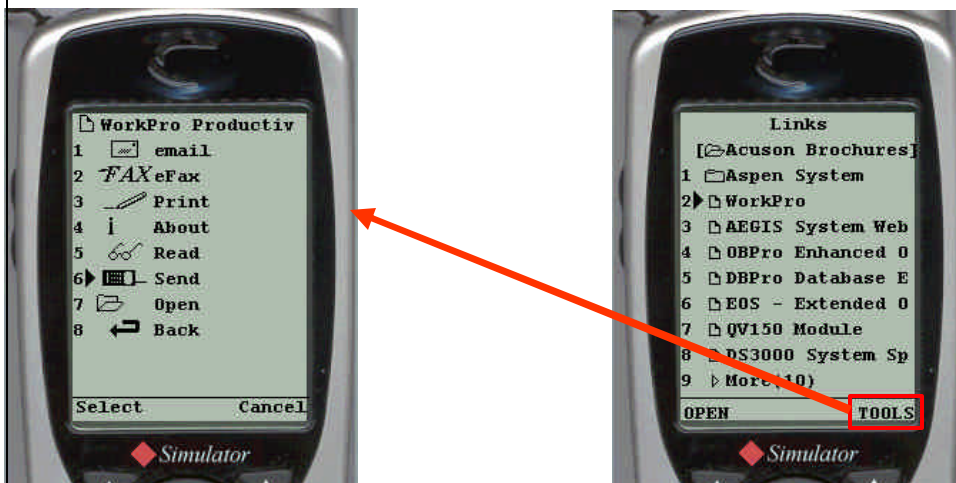 WorkPro Productiv
1 email
2 FAX eFax
3 Print
4 i About
5 Read
6 Send
7 Open
8 Back
Select Cancel
Simulator
Links
[Acuson Brochures]
1 Aspen System
2 WorkPro
3 AEGIS System Web
4 OBPro Enhanced O
5 DBPro Database E
6 EOS - Extended O
7 QV150 Module
8 DS3000 System Sp
9 More(10)
OPEN TOOLS
Simulator